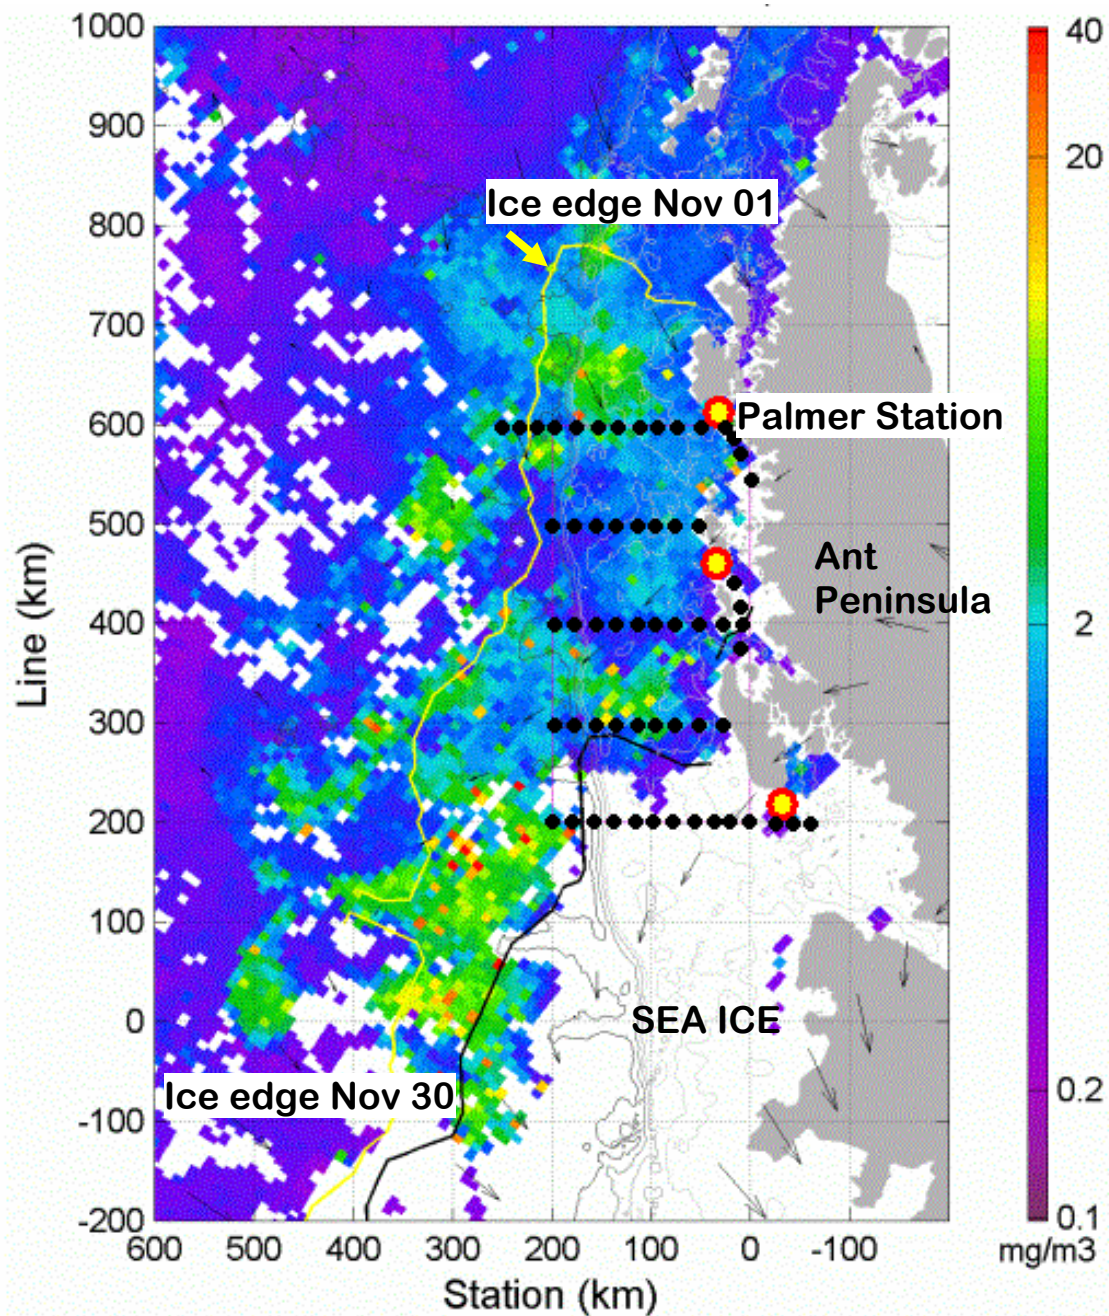 1000
900
800
700
600
500
400
300
200
100
0
-100
-200
Line (km)
Ice edge Nov 01
Palmer Station
Ant
Peninsula
SEA ICE
Ice edge Nov 30
600 500 400 300 200 100 0 -100
Station (km)
40
20
2
0.2
0.1
mg/m3